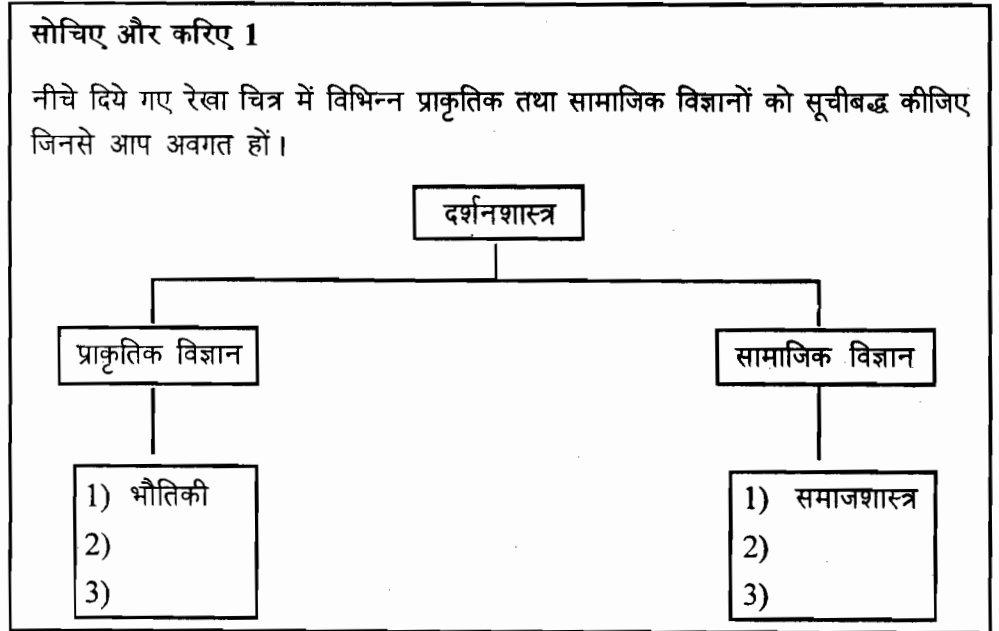 सोचिए और करिए 1
नीचे दिये गए रेखा चित्र में विभिन्न प्राकृतिक तथा सामाजिक विज्ञानों को सूचीबद्ध कीजिए
जिनसे आप अवगत हों।
दर्शनशास्त्र
प्राकृतिक विज्ञान
सामाजिक विज्ञान
1) भौतिकी
2)
3)
1) समाजशास्त्र
2)
3)